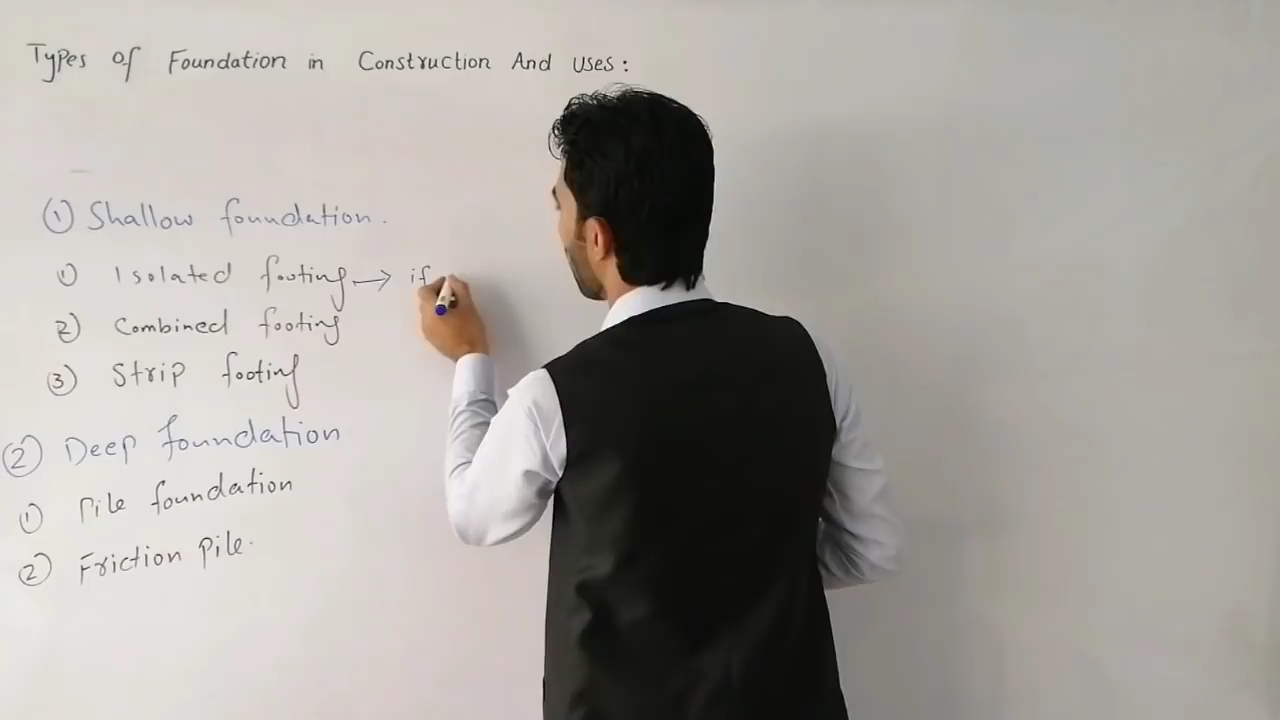 Types of Foundation in Construction And uses:
① Shallow foundation.
① Isolated footing → if
② Combined footing
③ Strip footing
② Deep foundation
① Pile foundation
② Friction pile.